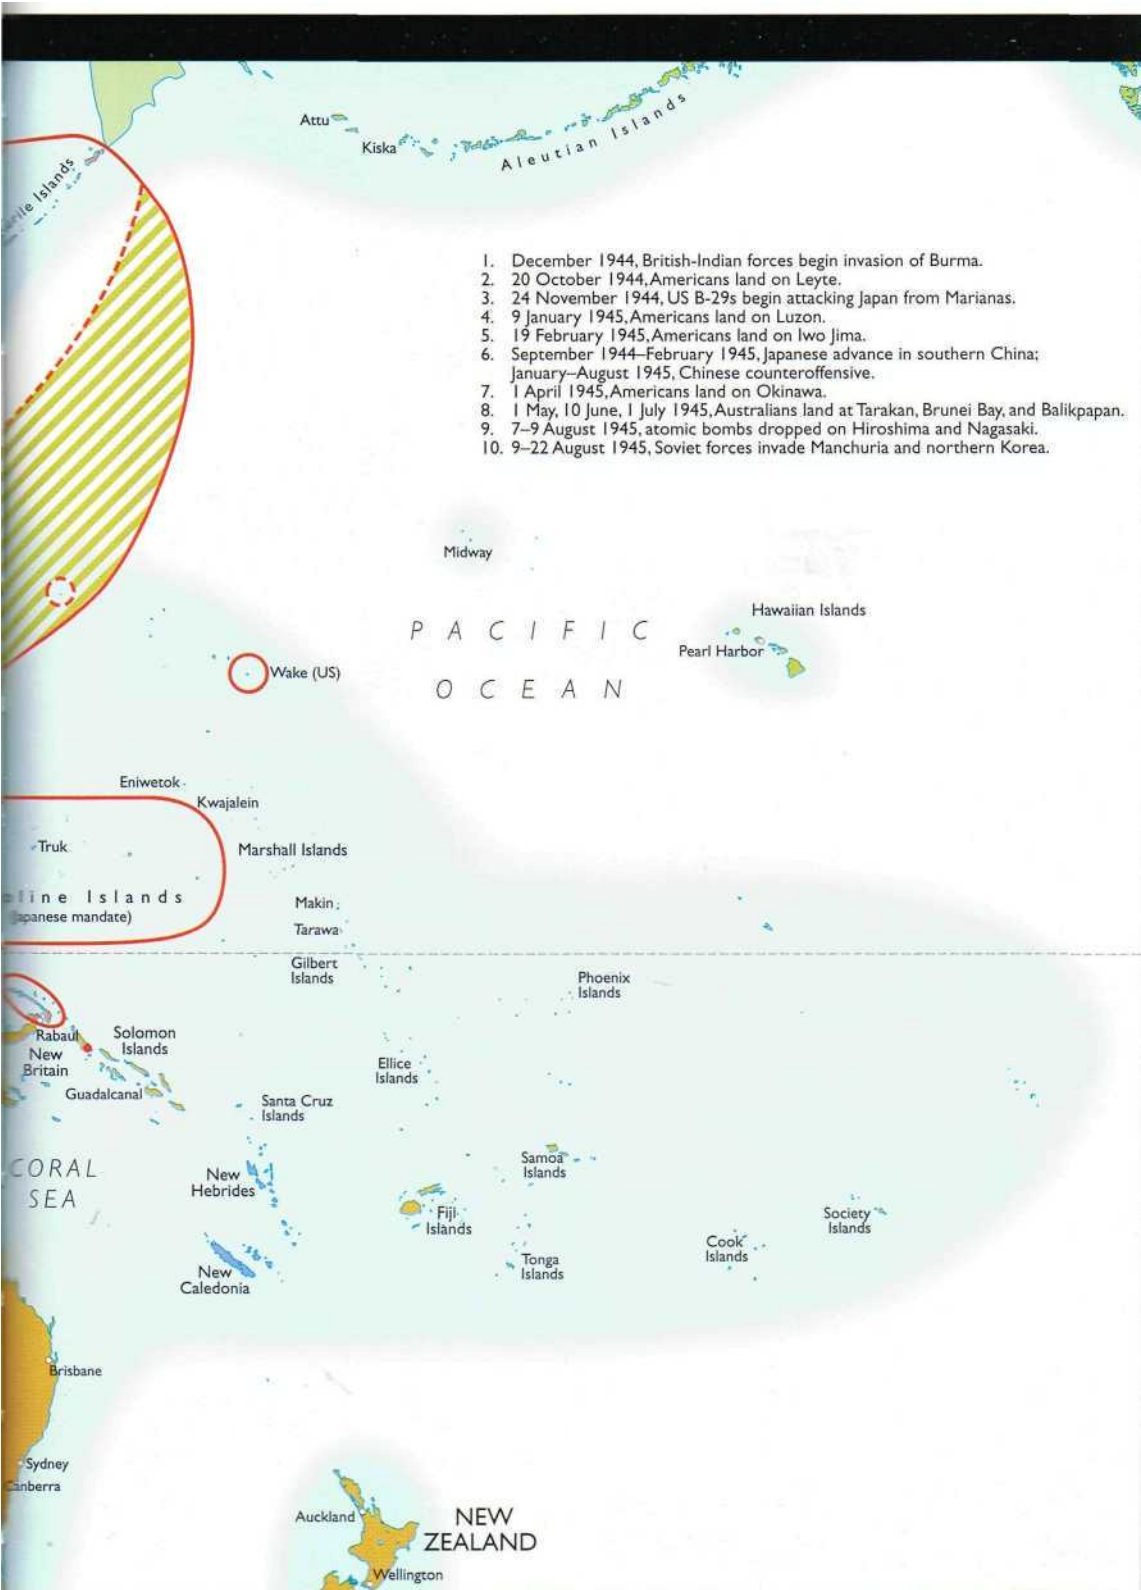 Attu
Kiska
Aleutian Islands
Islands
1. December 1944, British-Indian forces begin invasion of Burma.
2. 20 October 1944, Americans land on Leyte.
3. 24 November 1944, US B-29s begin attacking Japan from Marianas.
4. 9 January 1945, Americans land on Luzon.
5. 19 February 1945, Americans land on Iwo Jima.
6. September 1944–February 1945, Japanese advance in southern China;
January–August 1945, Chinese counteroffensive.
7. 1 April 1945, Americans land on Okinawa.
8. 1 May, 10 June, 1 July 1945, Australians land at Tarakan, Brunei Bay, and Balikpapan.
9. 7–9 August 1945, atomic bombs dropped on Hiroshima and Nagasaki.
10. 9–22 August 1945, Soviet forces invade Manchuria and northern Korea.
Midway
Hawaiian Islands
PACIFIC
Pearl Harbor
Wake (US)
OCEAN
Eniwetok
Kwajalein
Truk
Marshall Islands
line Islands
Japanese mandate)
Makin
Tarawa
Gilbert
Islands
Phoenix
Islands
Rabaul
New
Britain
Solomon
Islands
Guadalcanal
Ellice
Islands
Santa Cruz
Islands
CORAL
SEA
New
Hebrides
Samoa
Islands
Fiji
Islands
Society
Islands
Cook
Islands
Tonga
Islands
New
Caledonia
Brisbane
Sydney
Canberra
Auckland
NEW
ZEALAND
Wellington